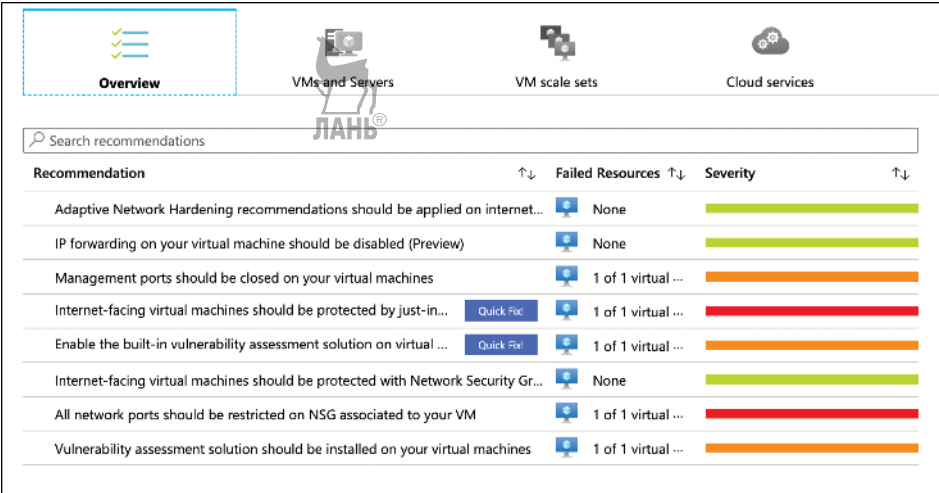 Overview
VMs and Servers
VM scale sets
Cloud services
ЛАНЬ®
Search recommendations
Recommendation ↑↓ Failed Resources ↑↓ Severity ↑↓
Adaptive Network Hardening recommendations should be applied on internet... None
IP forwarding on your virtual machine should be disabled (Preview) None
Management ports should be closed on your virtual machines 1 of 1 virtual ...
Internet-facing virtual machines should be protected by just-in... Quick Fix! 1 of 1 virtual ...
Enable the built-in vulnerability assessment solution on virtual ... Quick Fix! 1 of 1 virtual ...
Internet-facing virtual machines should be protected with Network Security Gr... None
All network ports should be restricted on NSG associated to your VM 1 of 1 virtual ...
Vulnerability assessment solution should be installed on your virtual machines 1 of 1 virtual ...